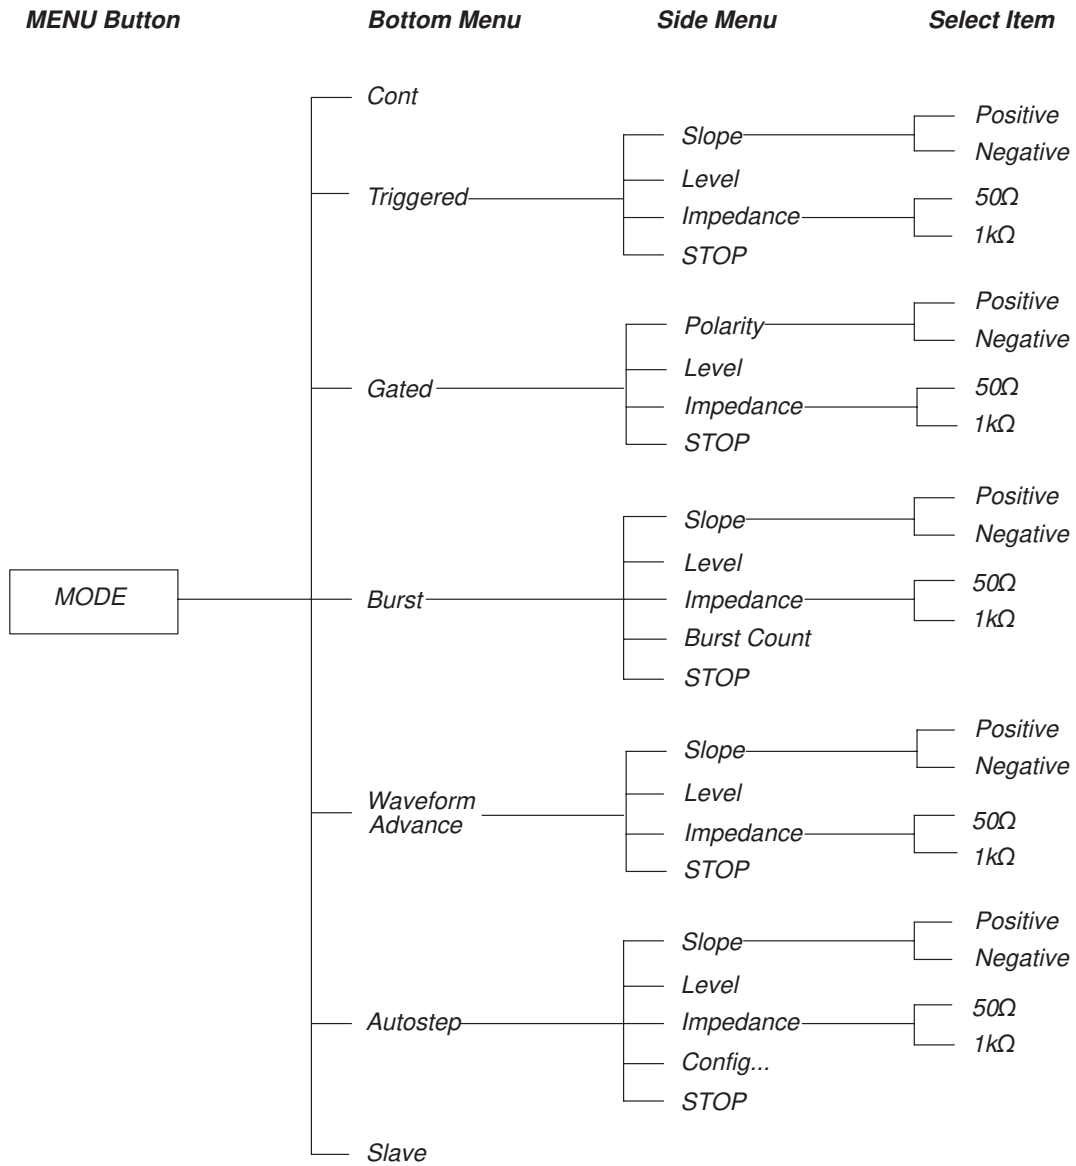 MENU Button Bottom Menu Side Menu Select Item
Cont
Triggered
Slope
Positive
Negative
Level
Impedance
50Ω
1kΩ
STOP
Gated
Polarity
Positive
Negative
Level
Impedance
50Ω
1kΩ
STOP
MODE
Burst
Slope
Positive
Negative
Level
Impedance
50Ω
1kΩ
Burst Count
STOP
Waveform
Advance
Slope
Positive
Negative
Level
Impedance
50Ω
1kΩ
STOP
Autostep
Slope
Positive
Negative
Level
Impedance
50Ω
1kΩ
Config...
STOP
Slave